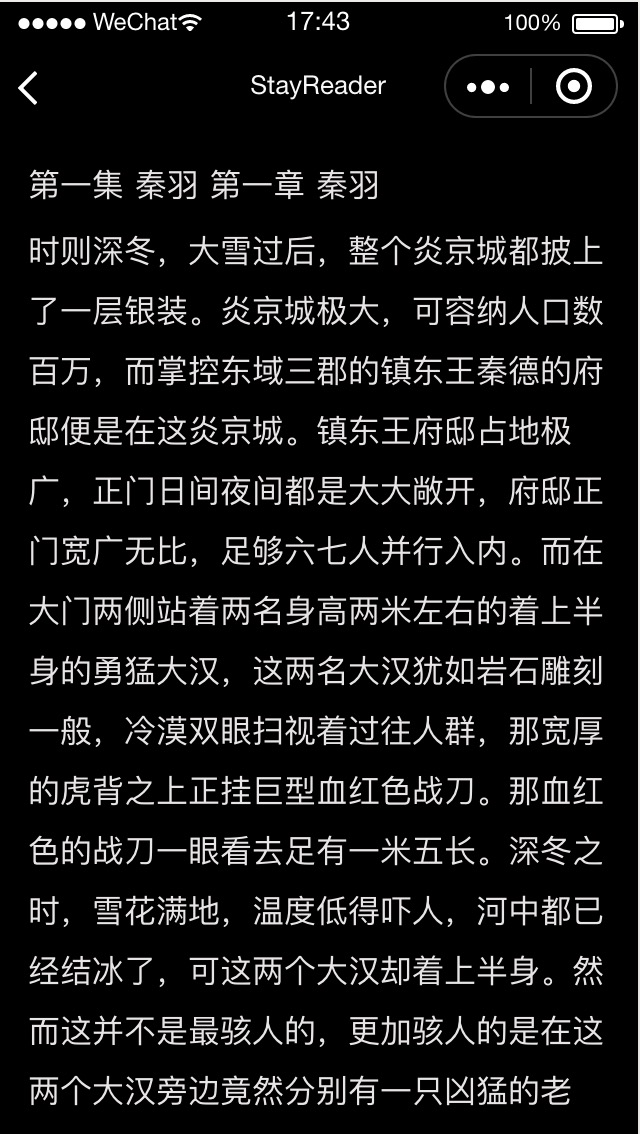 WeChat 17:43 100%
StayReader
第一集 秦羽 第一章 秦羽
时则深冬，大雪过后，整个炎京城都披上
了一层银装。炎京城极大，可容纳人口数
百万，而掌控东域三郡的镇东王秦德的府
邸便是在这炎京城。镇东王府邸占地极
广，正门日间夜间都是大大敞开，府邸正
门宽广无比，足够六七人并行入内。而在
大门两侧站着两名身高两米左右的着上半
身的勇猛大汉，这两名大汉犹如岩石雕刻
一般，冷漠双眼扫视着过往人群，那宽厚
的虎背之上正挂巨型血红色战刀。那血红
色的战刀一眼看去足有一米五长。深冬之
时，雪花满地，温度低得吓人，河中都已
经结冰了，可这两个大汉却着上半身。然
而这并不是最骇人的，更加骇人的是在这
两个大汉旁边竟然分别有一只凶猛的老